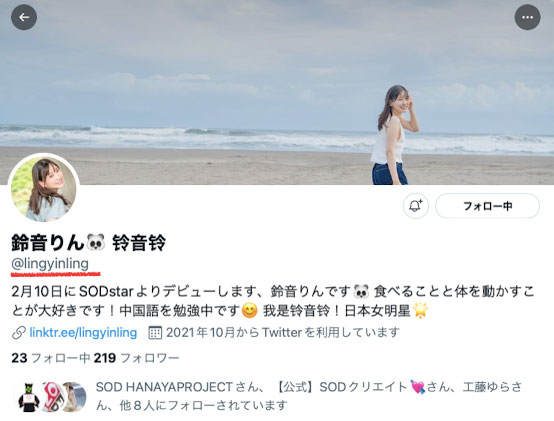 フォロー中
鈴音りん🐼 铃音铃
@lingyinling
2月10日にSODstarよりデビューします、鈴音りんです🐼 食べることと体を動かすこ
とが大好きです！中国語を勉強中です😊 我是铃音铃！日本女明星🌟
linktr.ee/lingyinling 2021年10月からTwitterを利用しています
23 フォロー中 219 フォロワー
SOD HANAYAPROJECTさん、【公式】SODクリエイト💘さん、工藤ゆらさ
ん、他8人にフォローされています